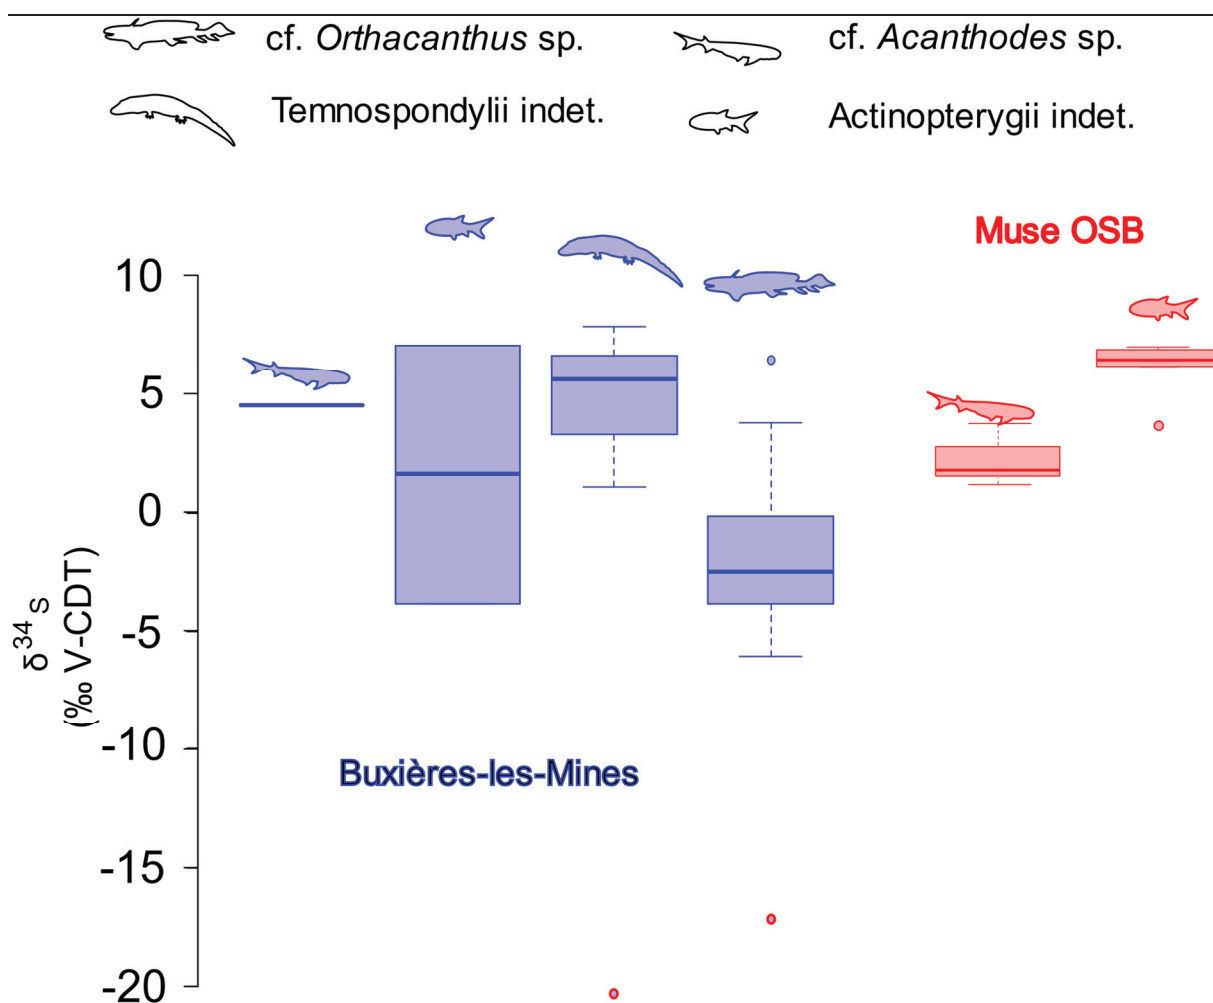 cf. Orthacanthus sp.
cf. Acanthodes sp.
Temnospondylii indet.
Actinopterygii indet.
Muse OSB
10
5
0
-5
-10
-15
-20
δ34 S
(‰ V-CDT)
Buxières-les-Mines